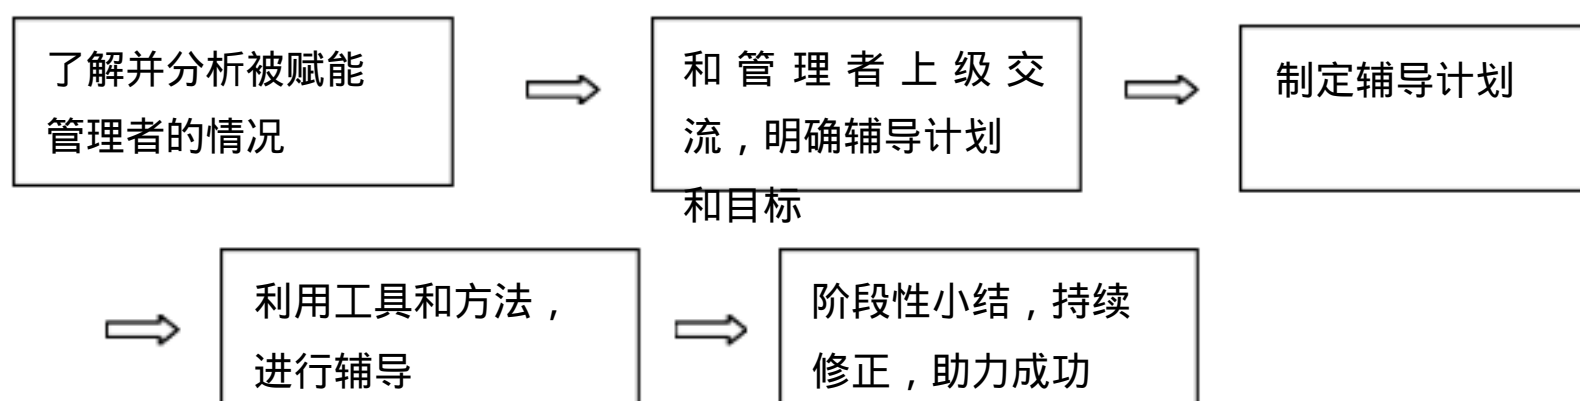 了解并分析被赋能
管理者的情况
和管理者上级交
流，明确辅导计划
和目标
制定辅导计划
利用工具和方法，
进行辅导
阶段性小结，持续
修正，助力成功